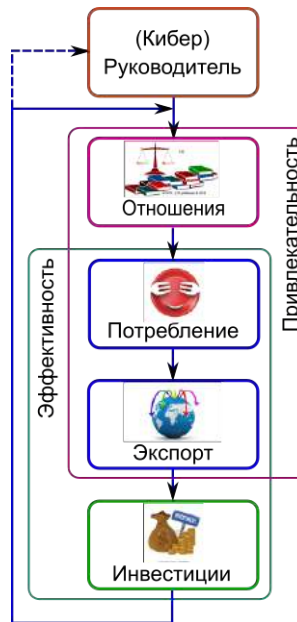 (Кибер)
Руководитель
Отношения
Привлекательность
Эффективность
Потребление
Экспорт
Инвестиции